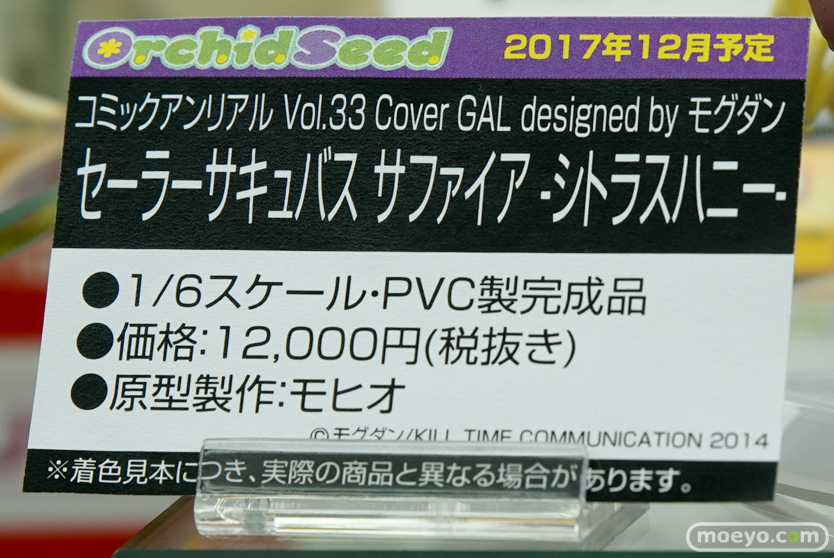 OrchidSeed 2017年12月予定
コミックアンリアル Vol.33 Cover GAL designed by モグダン
セーラーサキュバス サファイア -シトラスハニー-
●1/6スケール・PVC製完成品
●価格:12,000円(税抜き)
●原型製作:モヒオ
©モグダン/KILL TIME COMMUNICATION 2014
※着色見本につき、実際の商品と異なる場合があります。
moeyo.com